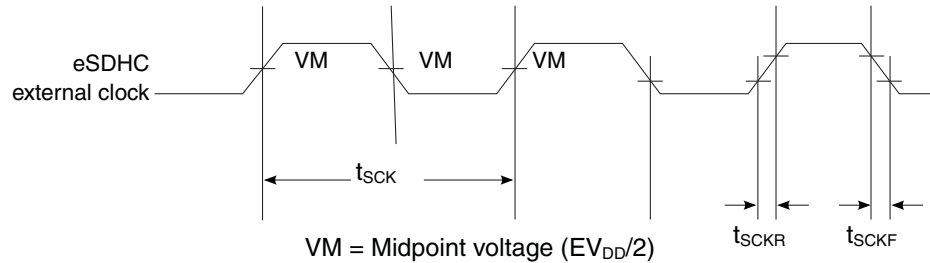 eSDHC
external clock
VM VM VM
tSCK
tSCKR tSCKF
VM = Midpoint voltage (EVDD/2)